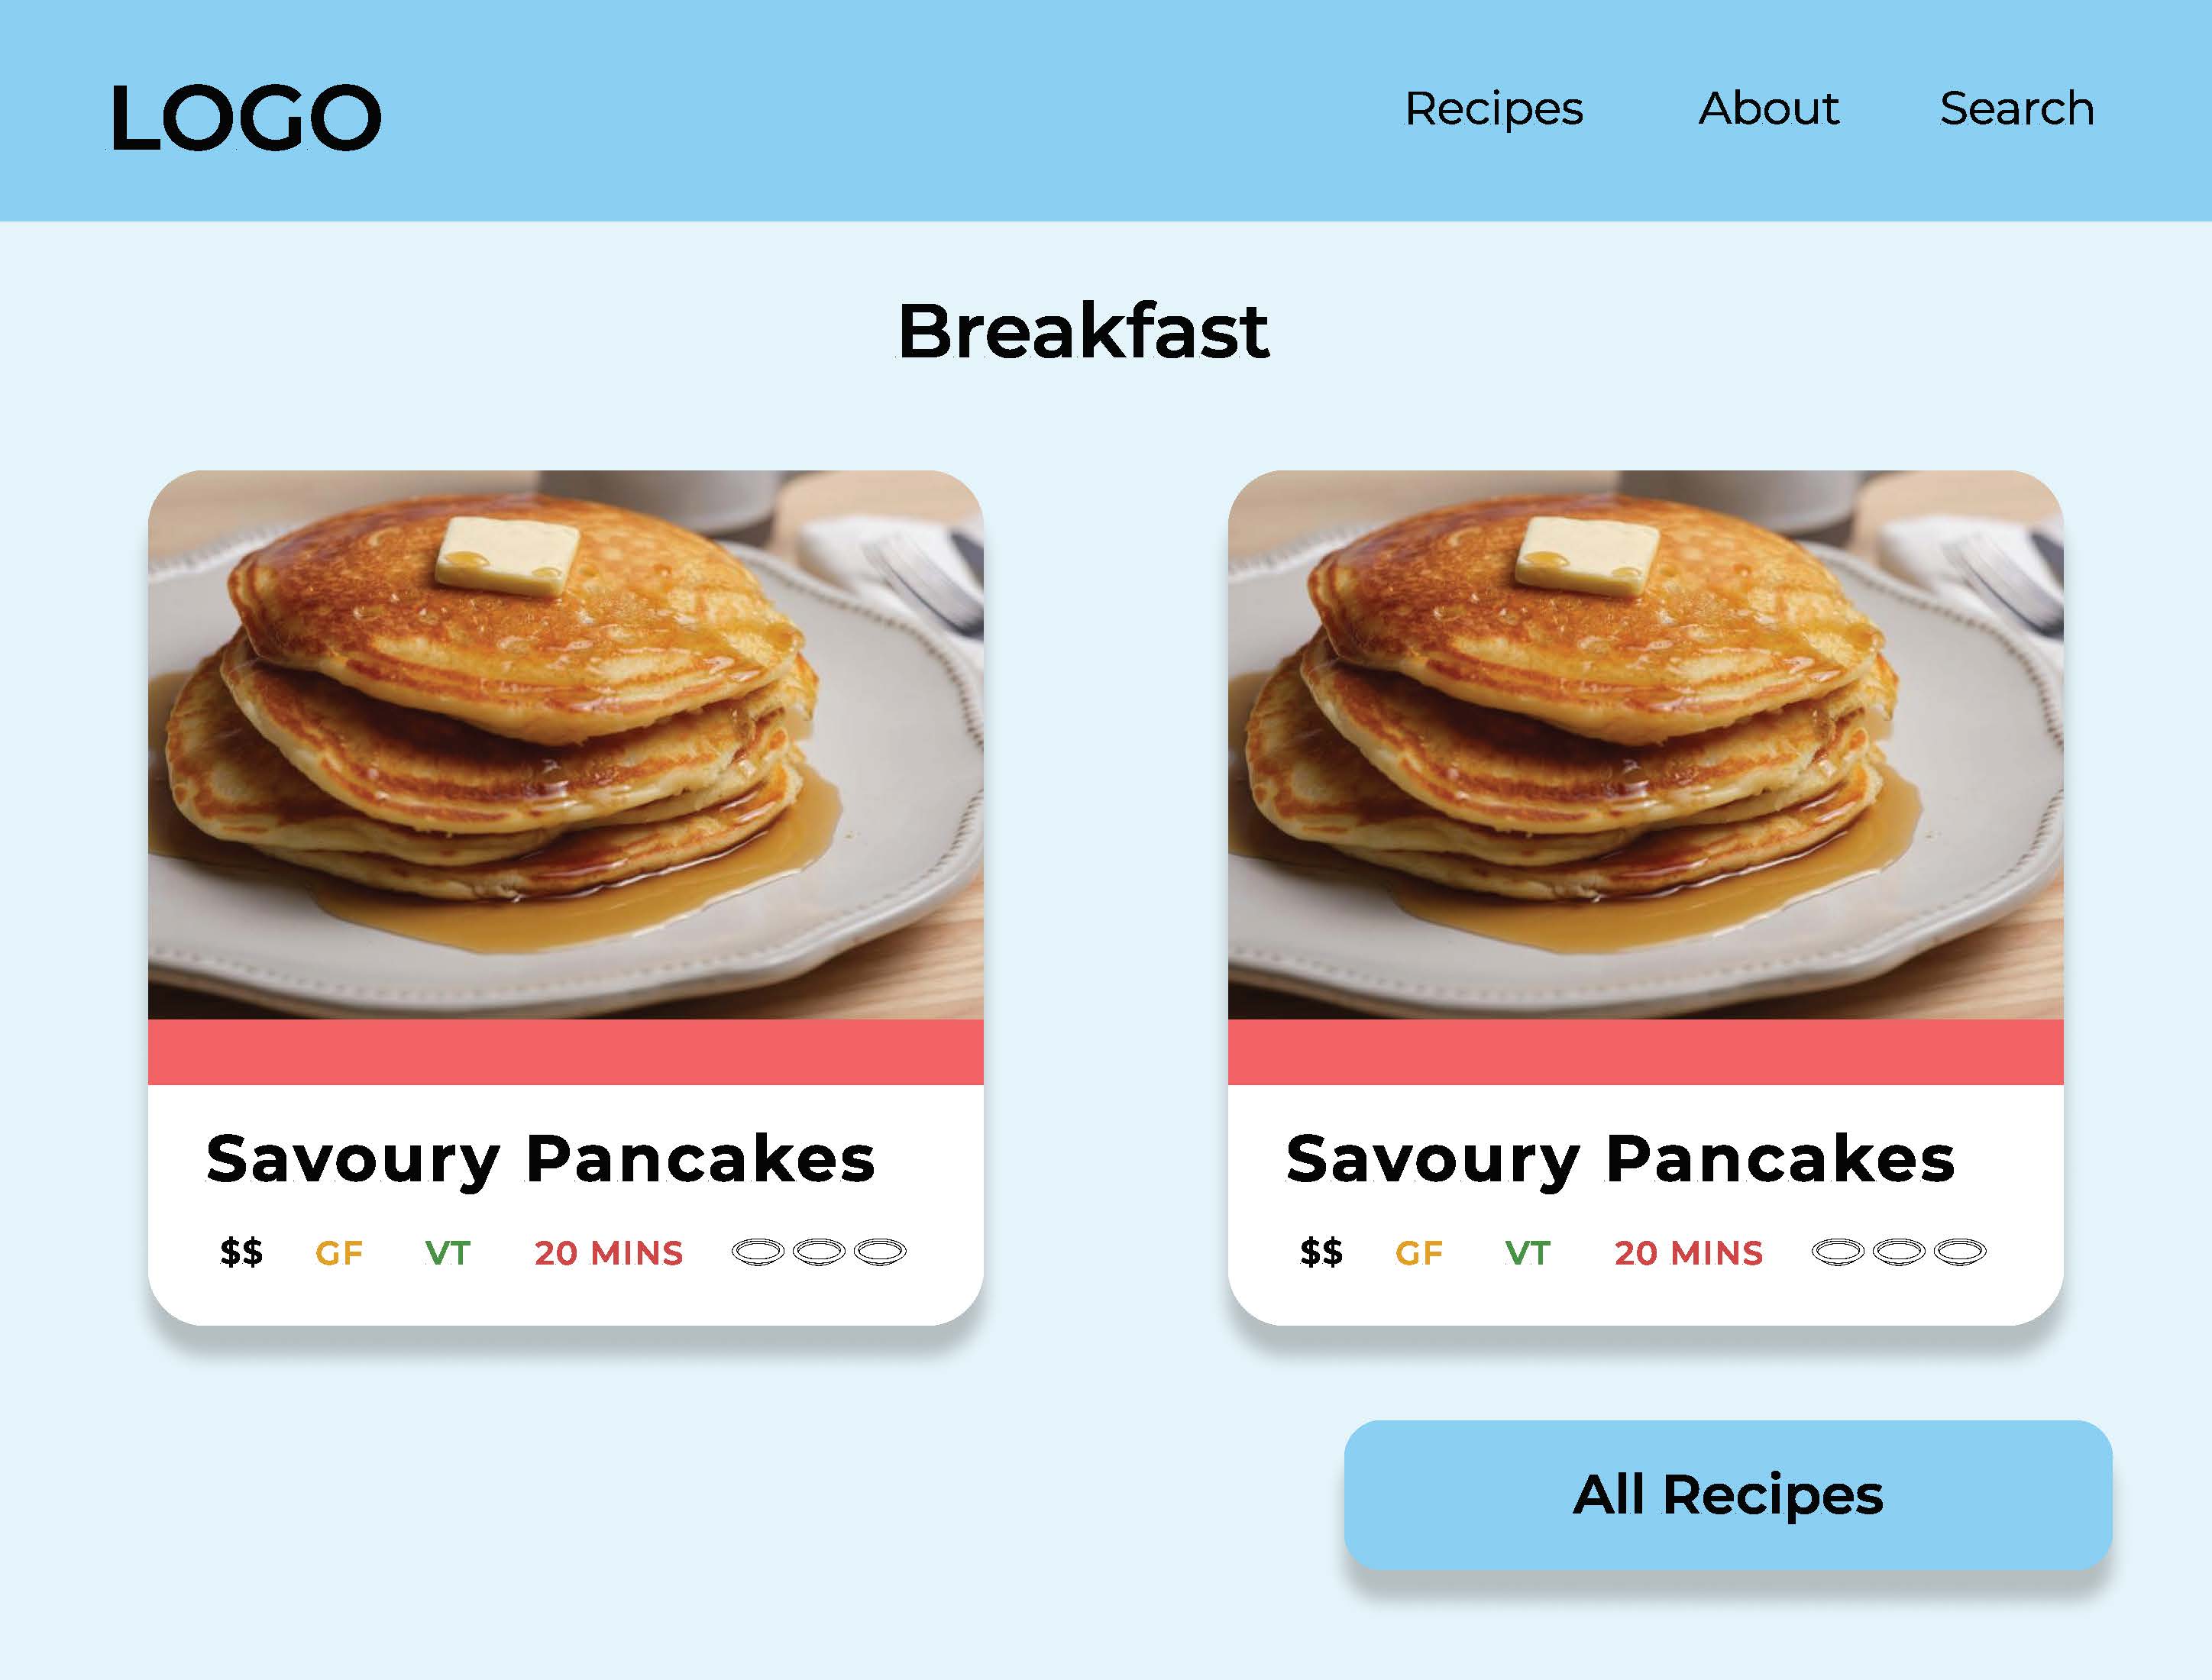 LOGO
Recipes About Search
Breakfast
Savoury Pancakes
$$ GF VT 20 MINS
Savoury Pancakes
$$ GF VT 20 MINS
All Recipes